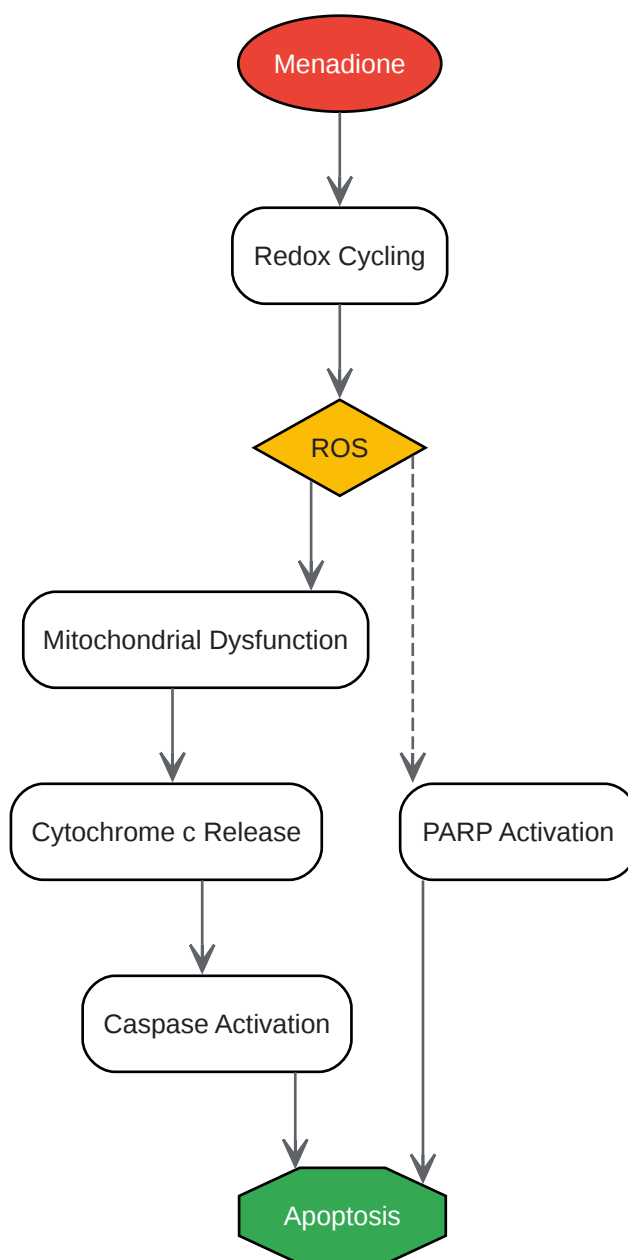 Menadione
Redox Cycling
ROS
Mitochondrial Dysfunction
Cytochrome c Release
PARP Activation
Caspase Activation
Apoptosis